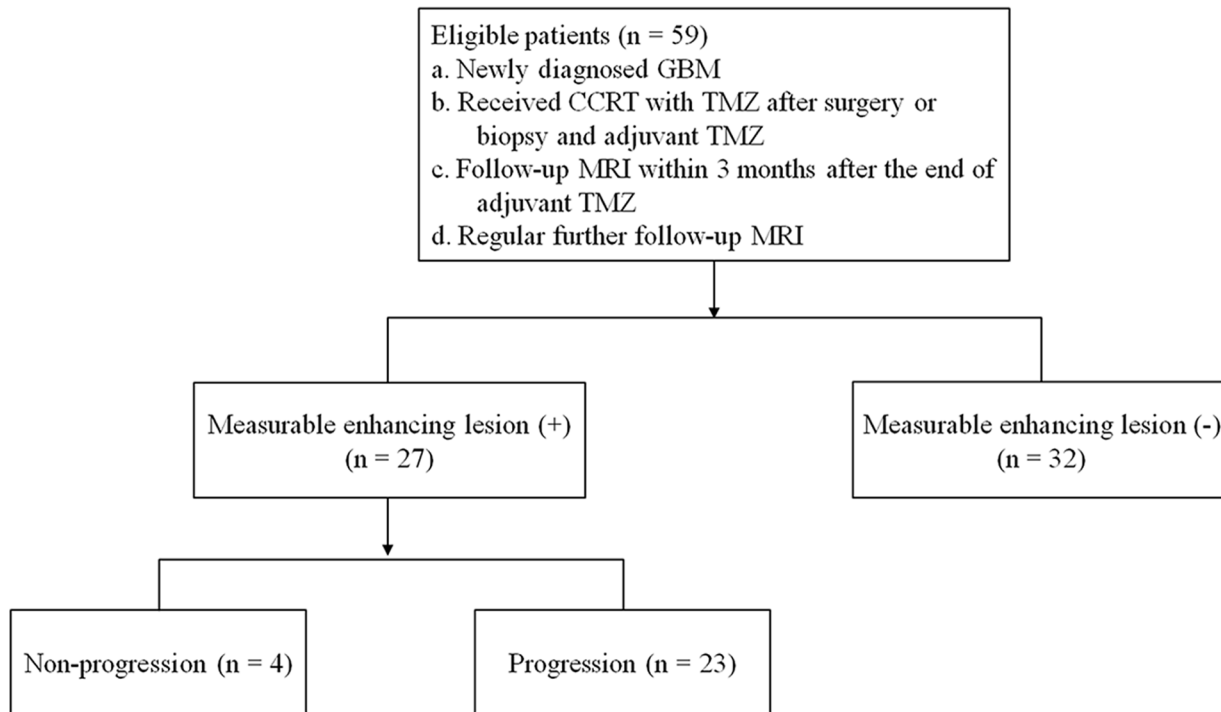 Eligible patients (n = 59)
a. Newly diagnosed GBM
b. Received CCRT with TMZ after surgery or
biopsy and adjuvant TMZ
c. Follow-up MRI within 3 months after the end of
adjuvant TMZ
d. Regular further follow-up MRI
Measurable enhancing lesion (+)
(n = 27)
Measurable enhancing lesion (-)
(n = 32)
Non-progression (n = 4)
Progression (n = 23)